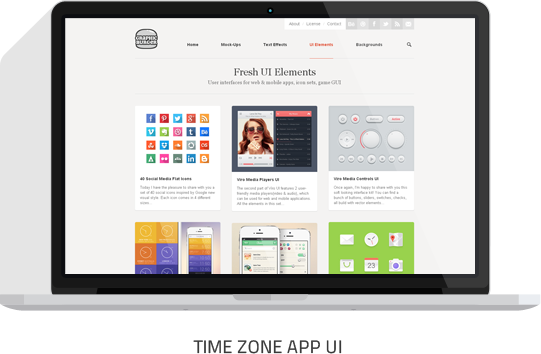 About License Contact
GRAPHIC
BURGER
Home Mock-Ups Text Effects UI Elements Backgrounds
Fresh UI Elements
User interfaces for web & mobile apps, icon sets, game GUI
40 Social Media Flat Icons
Today I have the pleasure to share with you a
set of 40 social icons inspired by Google new
visual style. Each icon comes in 4 different
sizes...
Vivo Media Players UI
The second part of Vivo UI features 2 user
friendly media players(video & audio), which
can be used for web and mobile applications.
All the elements in this set...
Vivo Media Controls UI
Once again, I'm happy to share with you this
soft looking interface kit! You can find a
bunch of buttons, sliders, switches, checks,
all build with vector elements...
23
TIME ZONE APP UI